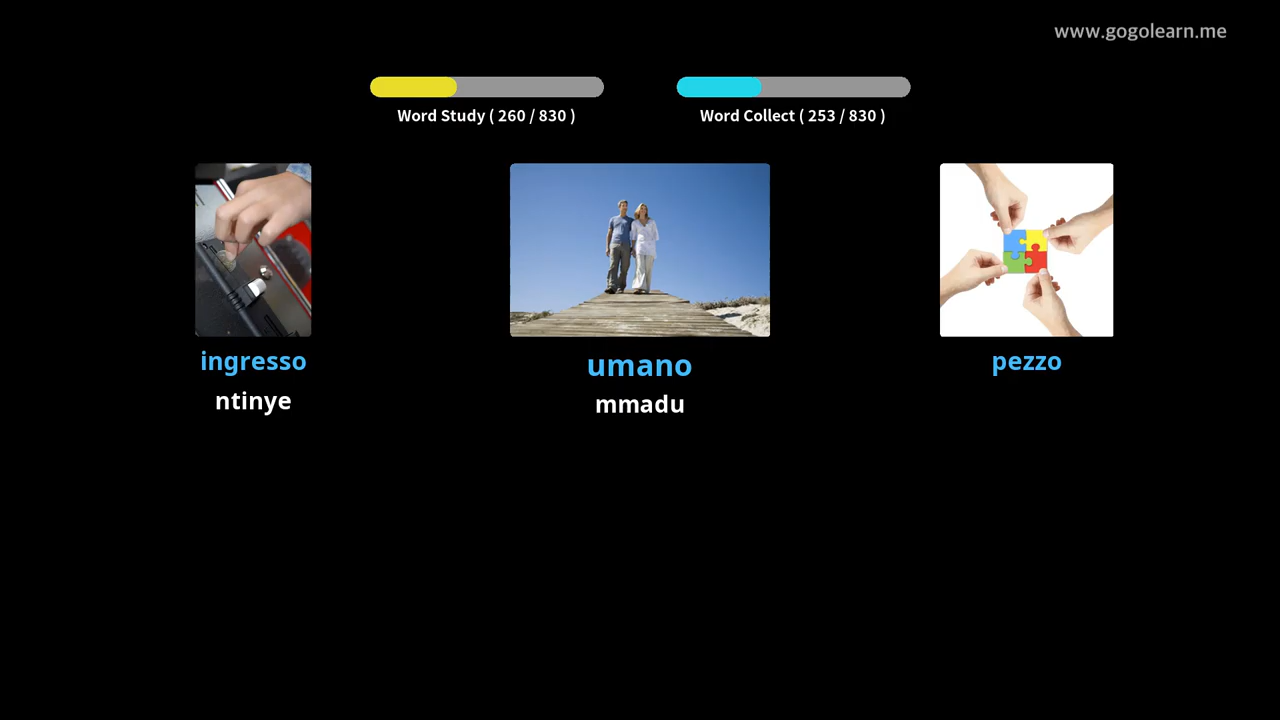 www.gogolearn.me
Word Study ( 260 / 830 )
Word Collect ( 253 / 830 )
ingresso
umano
pezzo
ntinye
mmadu